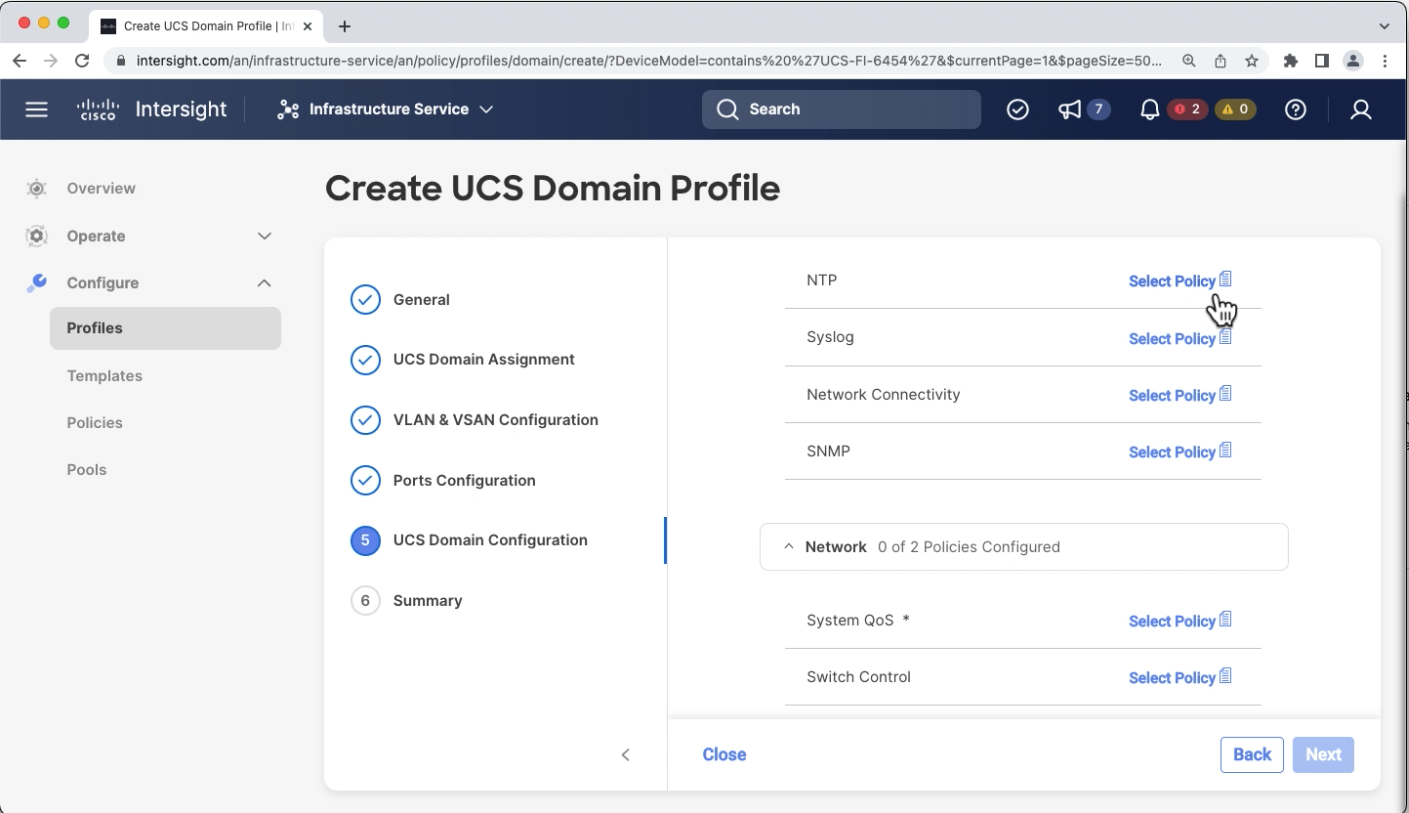 Create UCS Domain Profile | Int
intersight.com/an/infrastructure-service/an/policy/profiles/domain/create/?DeviceModel=contains%20%27UCS-FI-6454%27&$currentPage=1&$pageSize=50...
cisco Intersight Infrastructure Service Search 7 2 0
Overview
Operate
Configure
Profiles
Templates
Policies
Pools
Create UCS Domain Profile
General
UCS Domain Assignment
VLAN & VSAN Configuration
Ports Configuration
5 UCS Domain Configuration
6 Summary
NTP Select Policy
Syslog Select Policy
Network Connectivity Select Policy
SNMP Select Policy
Network 0 of 2 Policies Configured
System QoS * Select Policy
Switch Control Select Policy
Close Back Next